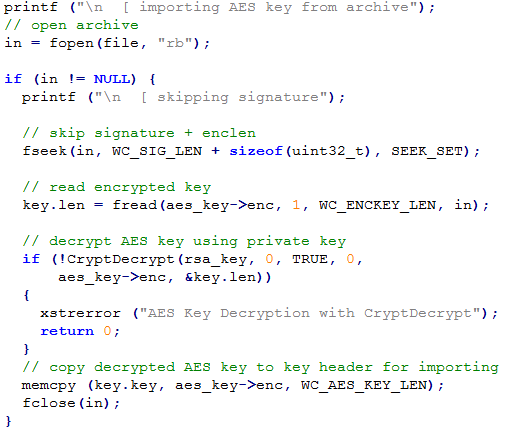 printf ("\n  [ importing AES key from archive");
// open archive
in = fopen(file, "rb");

if (in != NULL) {
  printf ("\n  [ skipping signature");

  // skip signature + enclen
  fseek(in, WC_SIG_LEN + sizeof(uint32_t), SEEK_SET);

  // read encrypted key
  key.len = fread(aes_key->enc, 1, WC_ENCKEY_LEN, in);

  // decrypt AES key using private key
  if (!CryptDecrypt(rsa_key, 0, TRUE, 0,
      aes_key->enc, &key.len))
  {
    xstrerror ("AES Key Decryption with CryptDecrypt");
    return 0;
  }
  // copy decrypted AES key to key header for importing
  memcpy (key.key, aes_key->enc, WC_AES_KEY_LEN);
  fclose(in);
}